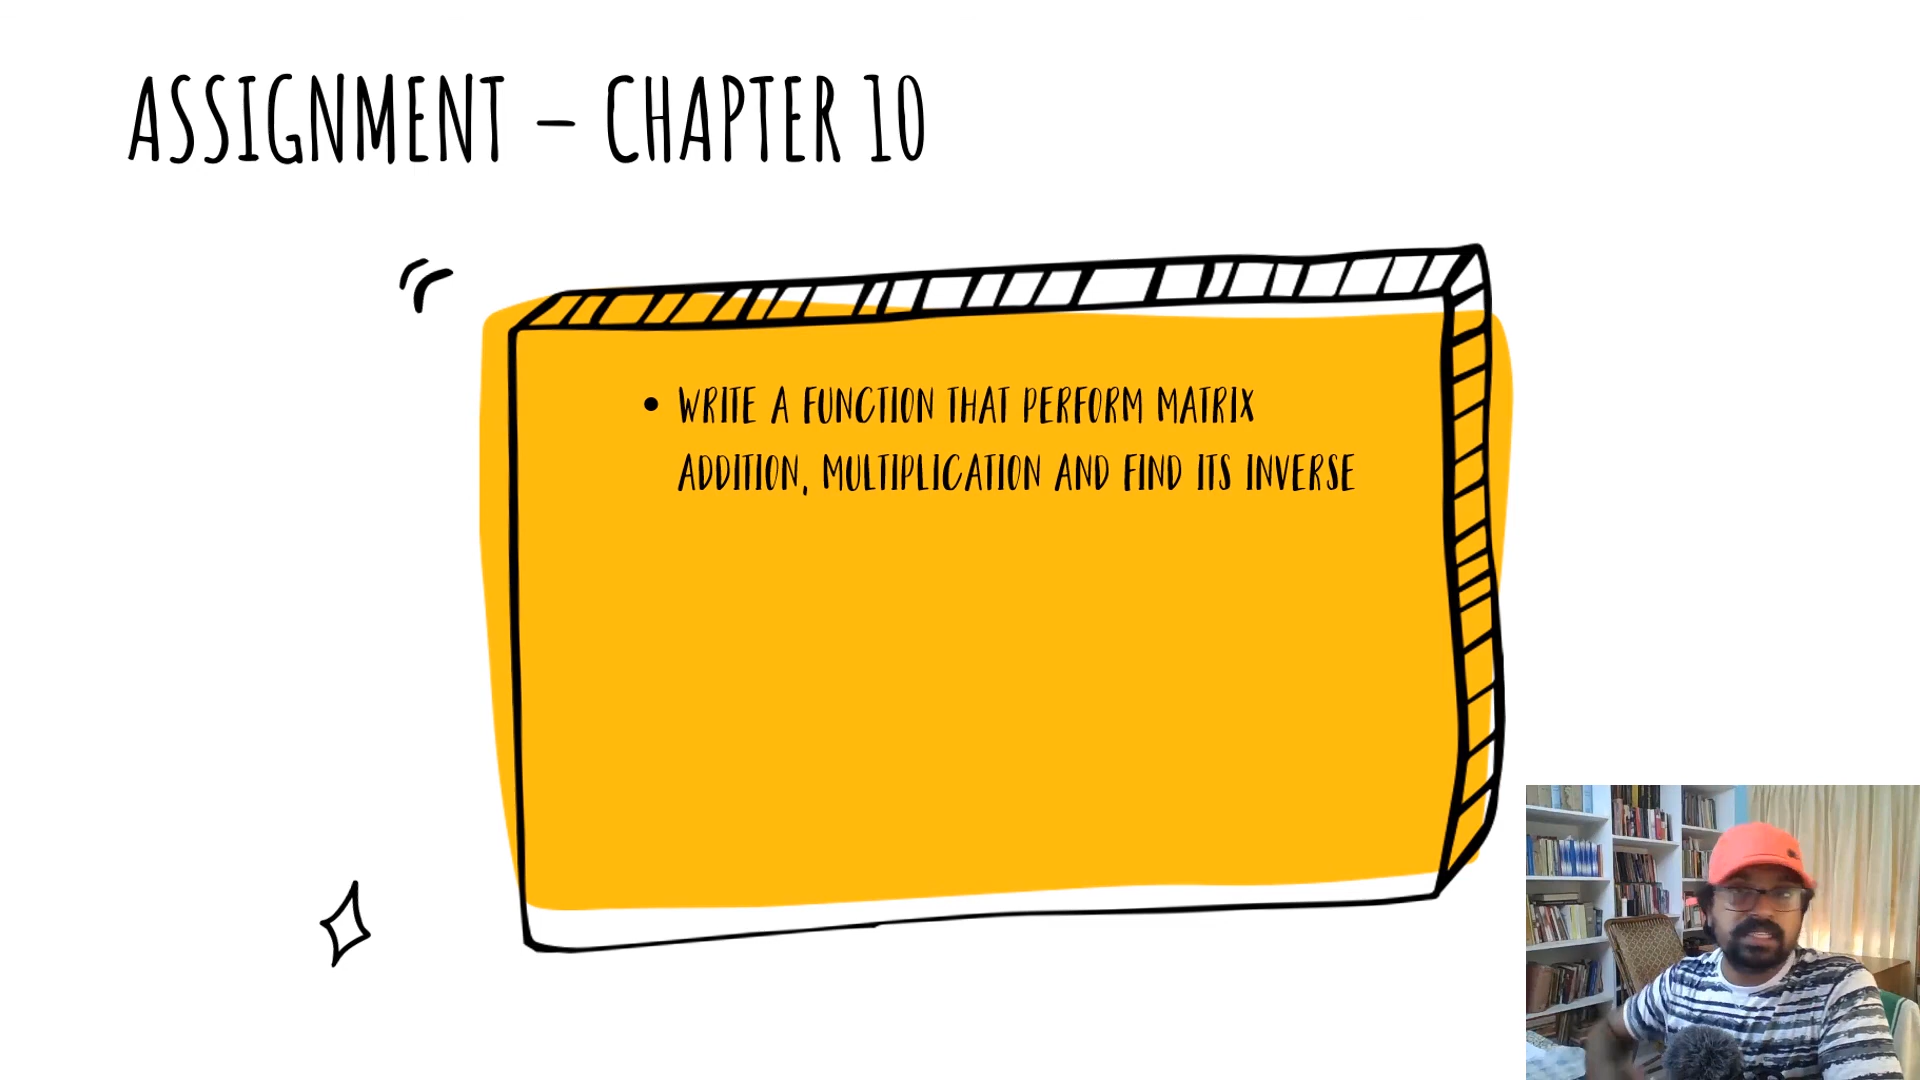 ASSIGNMENT – CHAPTER 10
• WRITE A FUNCTION THAT PERFORM MATRIX
ADDITION, MULTIPLICATION AND FIND ITS INVERSE